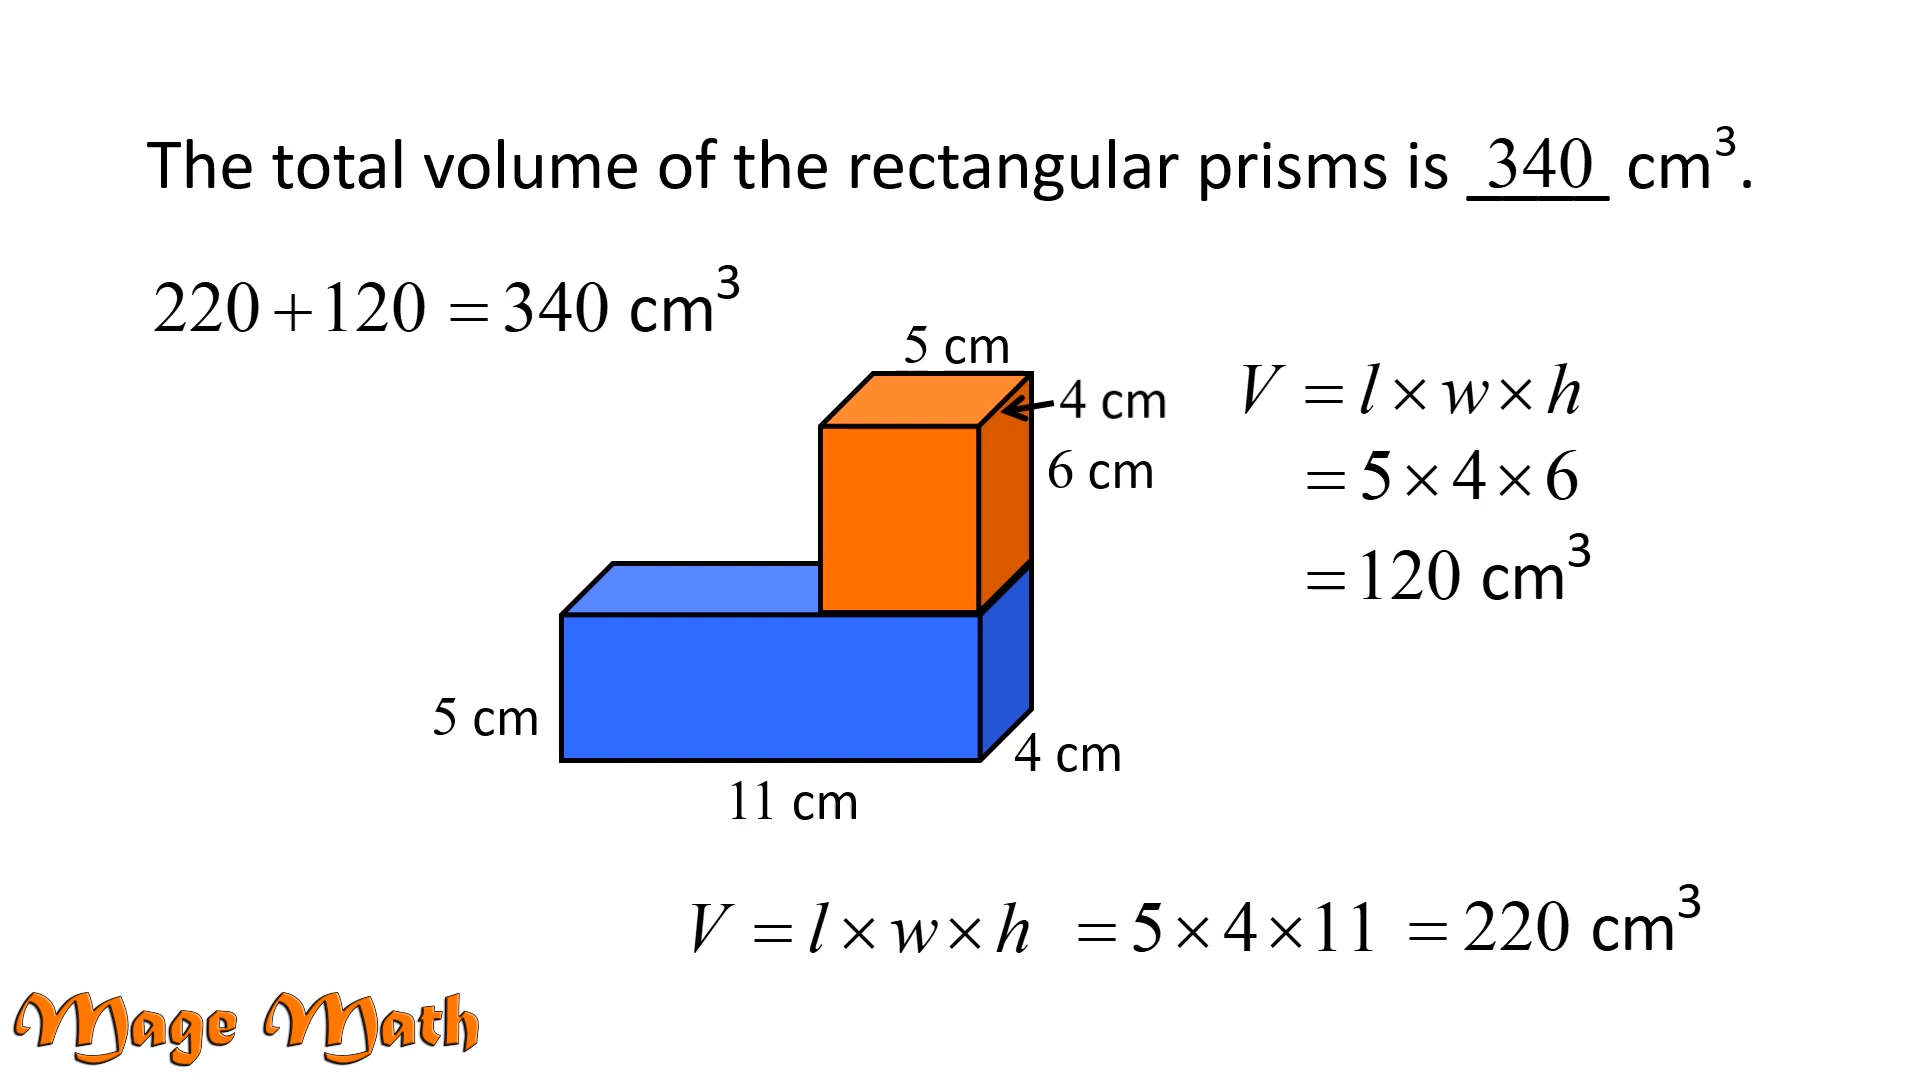 The total volume of the rectangular prisms is 340 cm³.
220 + 120 = 340 cm³
5 cm
4 cm
6 cm
V = l × w × h
= 5 × 4 × 6
= 120 cm³
5 cm
4 cm
11 cm
V = l × w × h = 5 × 4 × 11 = 220 cm³
Mage Math